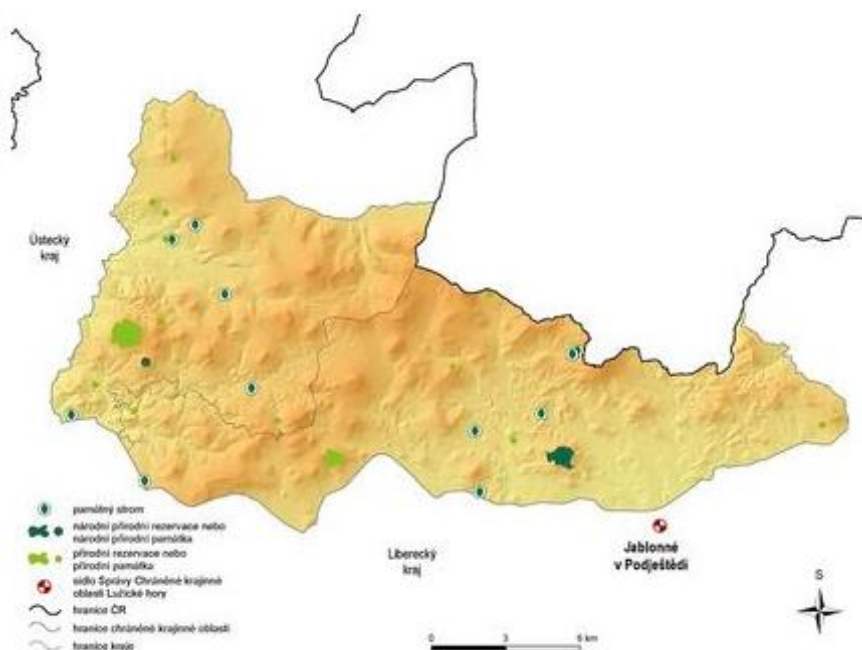 Ústecký
kraj
památný strom
národní přírodní rezervace nebo
národní přírodní památka
přírodní rezervace nebo
přírodní památka
sídlo Správy Chráněné krajinné
oblasti Lužické hory
hranice ČR
hranice chráněné krajinné oblasti
hranice kraje
Liberecký
kraj
Jablonné
v Podještědí
S
0 3 6 km